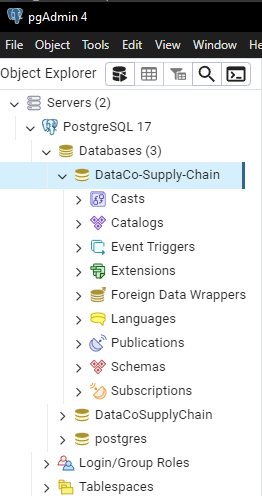 pgAdmin 4
File Object Tools Edit View Window Help
Object Explorer
Servers (2)
PostgreSQL 17
Databases (3)
DataCo-Supply-Chain
Casts
Catalogs
Event Triggers
Extensions
Foreign Data Wrappers
Languages
Publications
Schemas
Subscriptions
DataCoSupplyChain
postgres
Login/Group Roles
Tablespaces